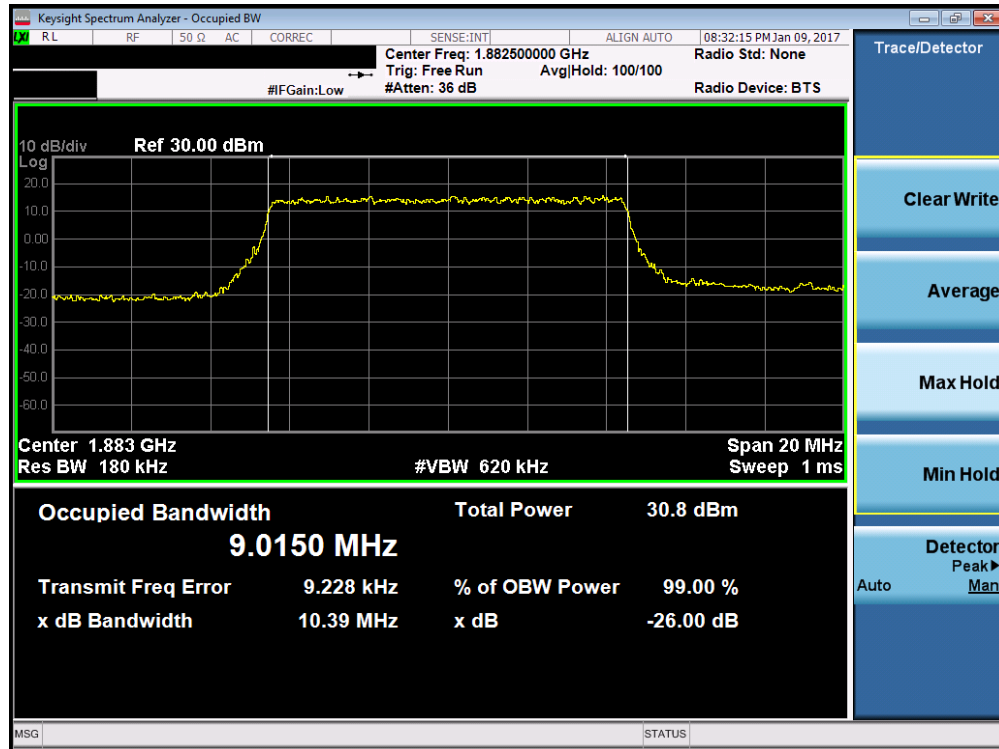 Keysight Spectrum Analyzer - Occupied BW
LXI RL RF 50 Ω AC CORREC SENSE:INT ALIGN AUTO 08:32:15 PM Jan 09, 2017
Center Freq: 1.882500000 GHz Radio Std: None
Trig: Free Run Avg|Hold: 100/100
#IFGain:Low #Atten: 36 dB Radio Device: BTS
10 dB/div Ref 30.00 dBm
Log
20.0
10.0
0.00
-10.0
-20.0
-30.0
-40.0
-50.0
-60.0
Center 1.883 GHz Span 20 MHz
Res BW 180 kHz #VBW 620 kHz Sweep 1 ms
Occupied Bandwidth Total Power 30.8 dBm
9.0150 MHz
Transmit Freq Error 9.228 kHz % of OBW Power 99.00 %
x dB Bandwidth 10.39 MHz x dB -26.00 dB
Trace/Detector
Clear Write
Average
Max Hold
Min Hold
Detector
Peak
Auto Man
MSG STATUS